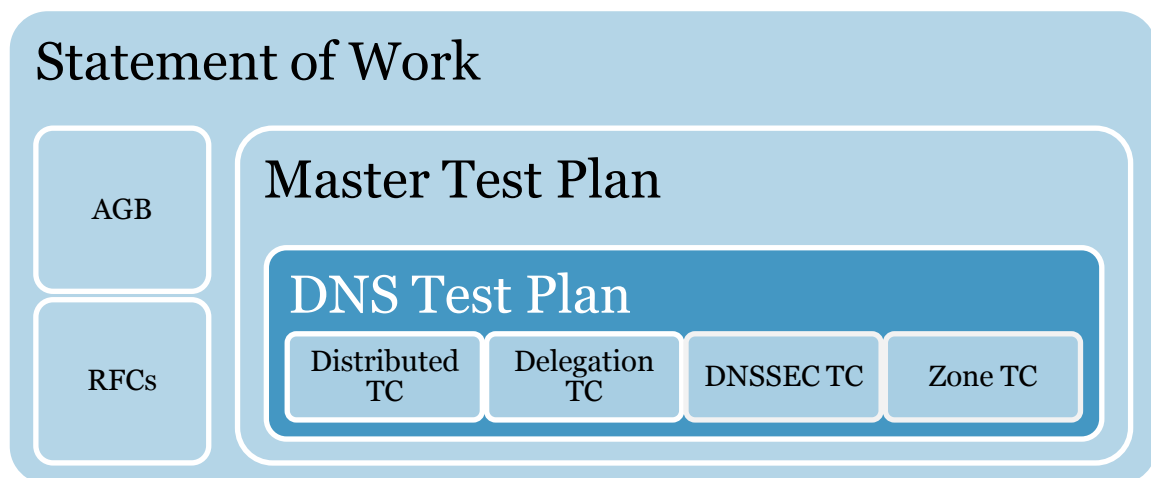 Statement of Work
AGB
RFCs
Master Test Plan
DNS Test Plan
Distributed
TC
Delegation
TC
DNSSEC TC
Zone TC